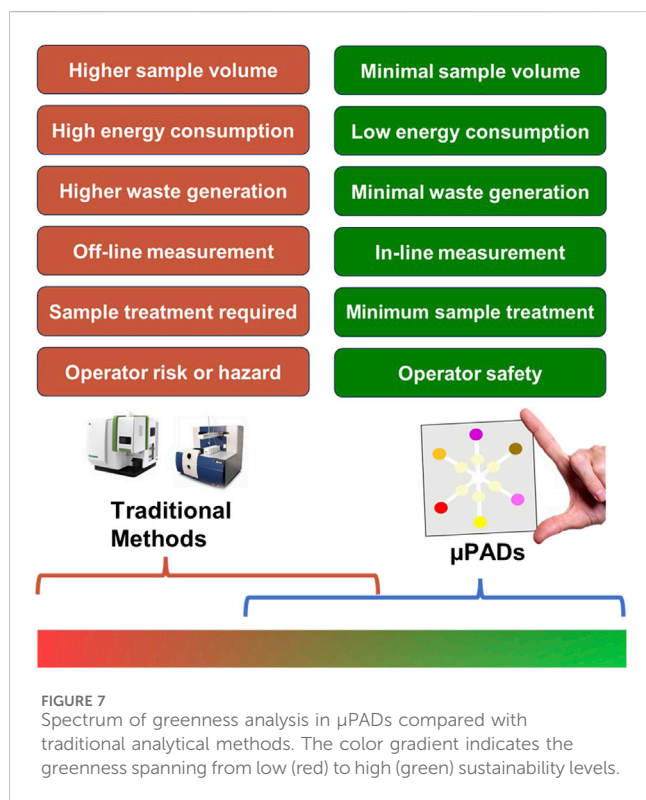 Higher sample volume
Minimal sample volume
High energy consumption
Low energy consumption
Higher waste generation
Minimal waste generation
Off-line measurement
In-line measurement
Sample treatment required
Minimum sample treatment
Operator risk or hazard
Operator safety
Traditional
Methods
µPADs
FIGURE 7
Spectrum of greenness analysis in µPADs compared with
traditional analytical methods. The color gradient indicates the
greenness spanning from low (red) to high (green) sustainability levels.